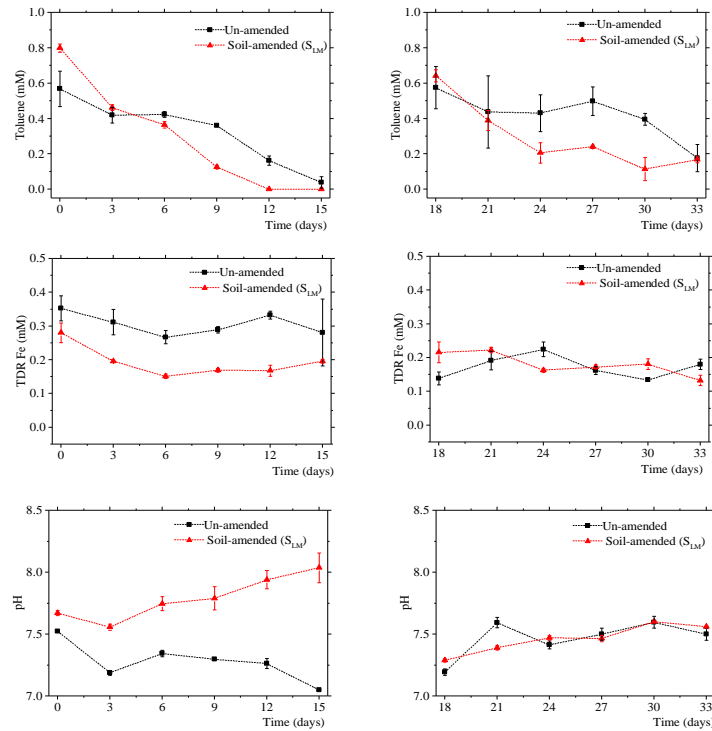 1.0
0.8
0.6
0.4
0.2
0.0
Toluene (mM)
Un-amended
Soil-amended (SLM)
0 3 6 9 12 15
Time (days)
1.0
0.8
0.6
0.4
0.2
0.0
Toluene (mM)
Un-amended
Soil-amended (SLM)
18 21 24 27 30 33
Time (days)
0.5
0.4
0.3
0.2
0.1
0.0
TDR Fe (mM)
Un-amended
Soil-amended (SLM)
0 3 6 9 12 15
Time (days)
0.5
0.4
0.3
0.2
0.1
0.0
TDR Fe (mM)
Un-amended
Soil-amended (SLM)
18 21 24 27 30 33
Time (days)
8.5
8.0
7.5
7.0
pH
Un-amended
Soil-amended (SLM)
0 3 6 9 12 15
Time (days)
8.5
8.0
7.5
7.0
pH
Un-amended
Soil-amended (SLM)
18 21 24 27 30 33
Time (days)